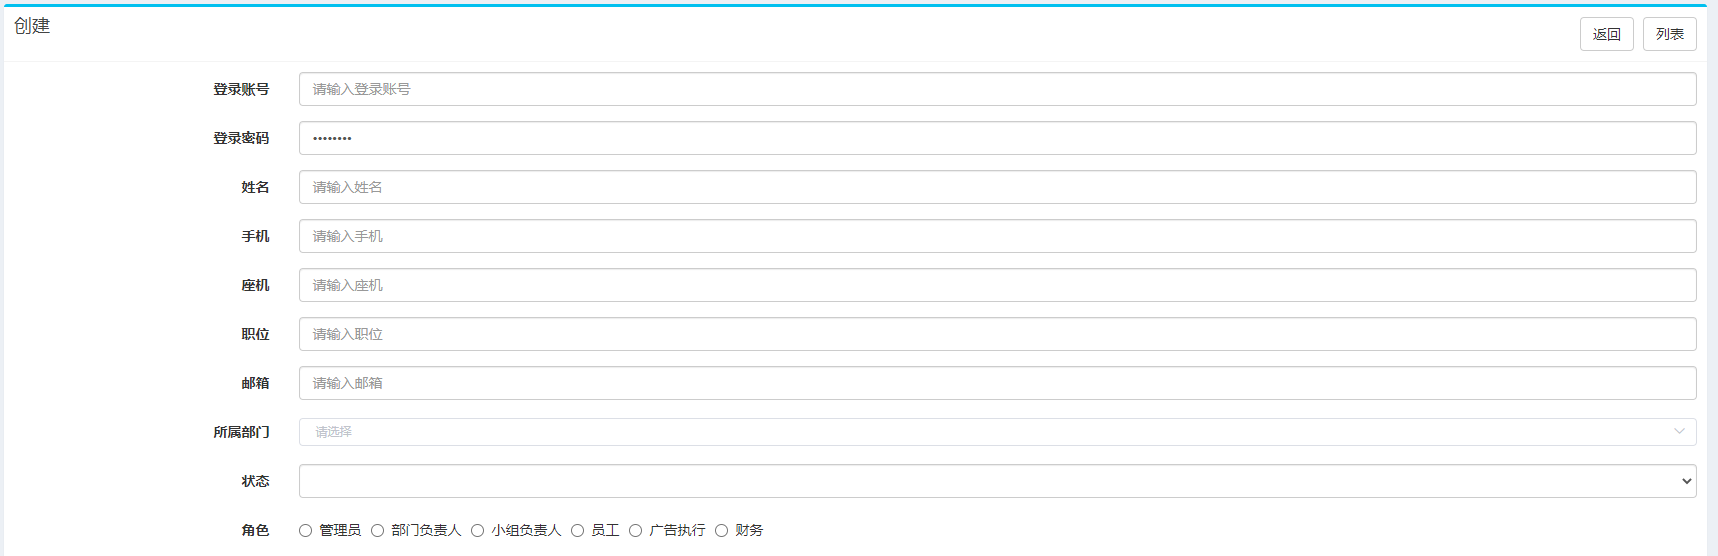 创建
返回 列表
登录账号 请输入登录账号
登录密码 ••••••••
姓名 请输入姓名
手机 请输入手机
座机 请输入座机
职位 请输入职位
邮箱 请输入邮箱
所属部门 请选择
状态
角色 管理员 部门负责人 小组负责人 员工 广告执行 财务